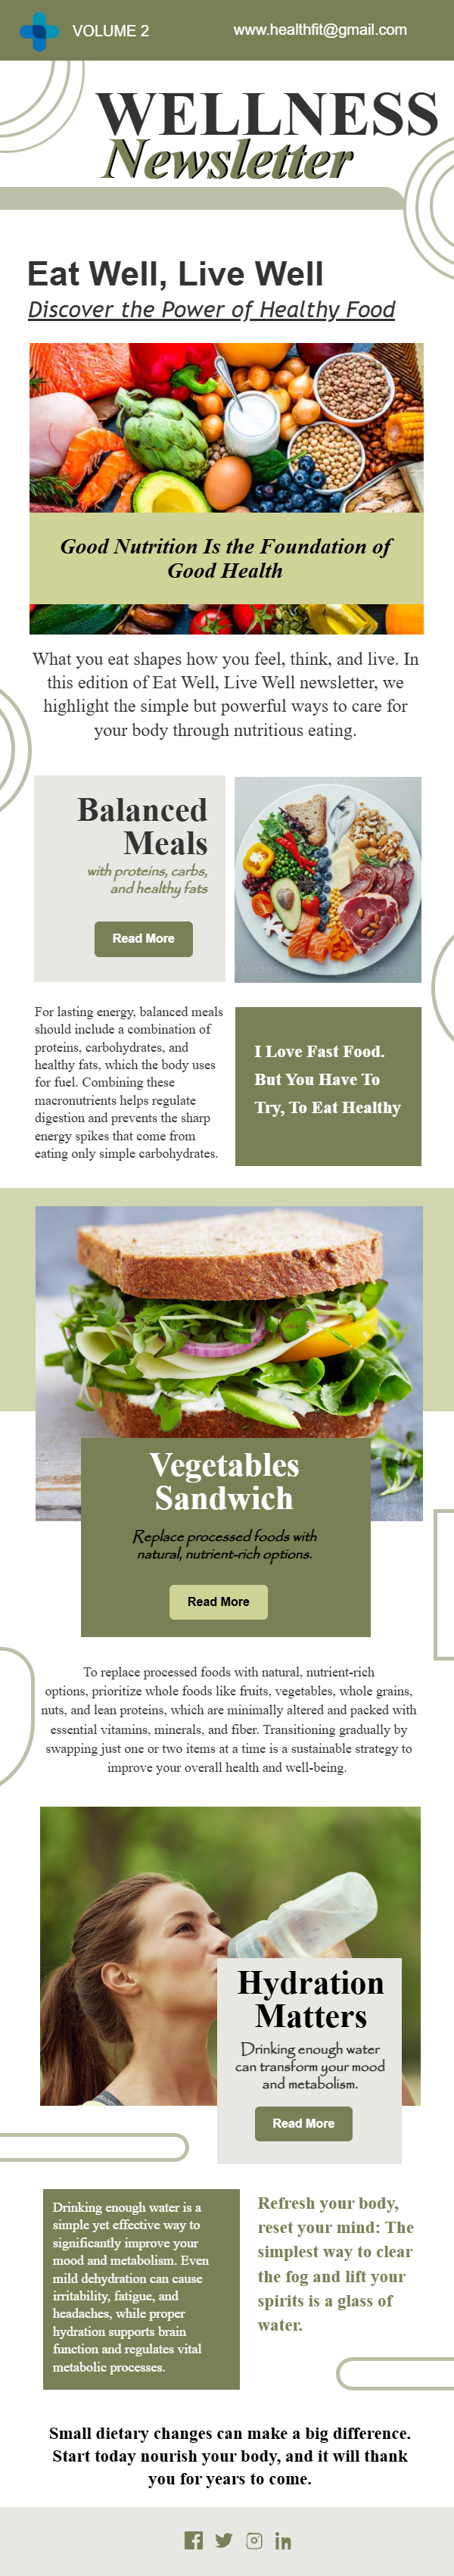 VOLUME 2
www.healthfit@gmail.com
WELLNESS
Newsletter
Eat Well, Live Well
Discover the Power of Healthy Food
Good Nutrition Is the Foundation of
Good Health
What you eat shapes how you feel, think, and live. In
this edition of Eat Well, Live Well newsletter, we
highlight the simple but powerful ways to care for
your body through nutritious eating.
Balanced
Meals
with proteins, carbs,
and healthy fats
Read More
For lasting energy, balanced meals
should include a combination of
proteins, carbohydrates, and
healthy fats, which the body uses
for fuel. Combining these
macronutrients helps regulate
digestion and prevents the sharp
energy spikes that come from
eating only simple carbohydrates.
I Love Fast Food.
But You Have To
Try, To Eat Healthy
Vegetables
Sandwich
Replace processed foods with
natural, nutrient-rich options.
Read More
To replace processed foods with natural, nutrient-rich
options, prioritize whole foods like fruits, vegetables, whole grains,
nuts, and lean proteins, which are minimally altered and packed with
essential vitamins, minerals, and fiber. Transitioning gradually by
swapping just one or two items at a time is a sustainable strategy to
improve your overall health and well-being.
Hydration
Matters
Drinking enough water
can transform your mood
and metabolism.
Read More
Drinking enough water is a
simple yet effective way to
significantly improve your
mood and metabolism. Even
mild dehydration can cause
irritability, fatigue, and
headaches, while proper
hydration supports brain
function and regulates vital
metabolic processes.
Refresh your body,
reset your mind: The
simplest way to clear
the fog and lift your
spirits is a glass of
water.
Small dietary changes can make a big difference.
Start today nourish your body, and it will thank
you for years to come.